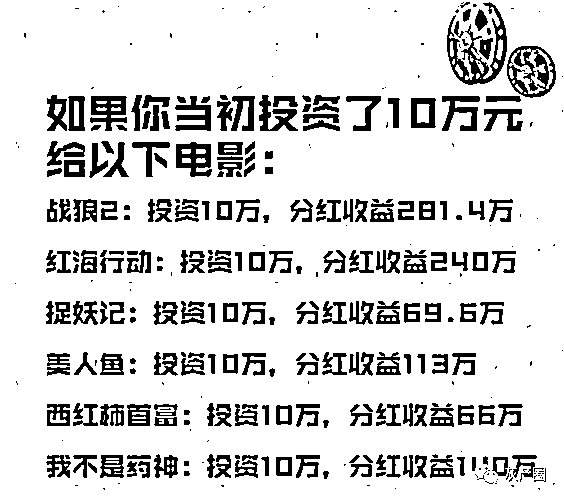 如果你当初投资了10万元
给以下电影:
战狼2:投资10万,分红收益281.4万
红海行动:投资10万,分红收益240万
捉妖记:投资10万,分红收益69.6万
美人鱼:投资10万,分红收益113万
西红柿首富:投资10万,分红收益66万
我不是药神:投资10万,分红收益140万
灰产圈